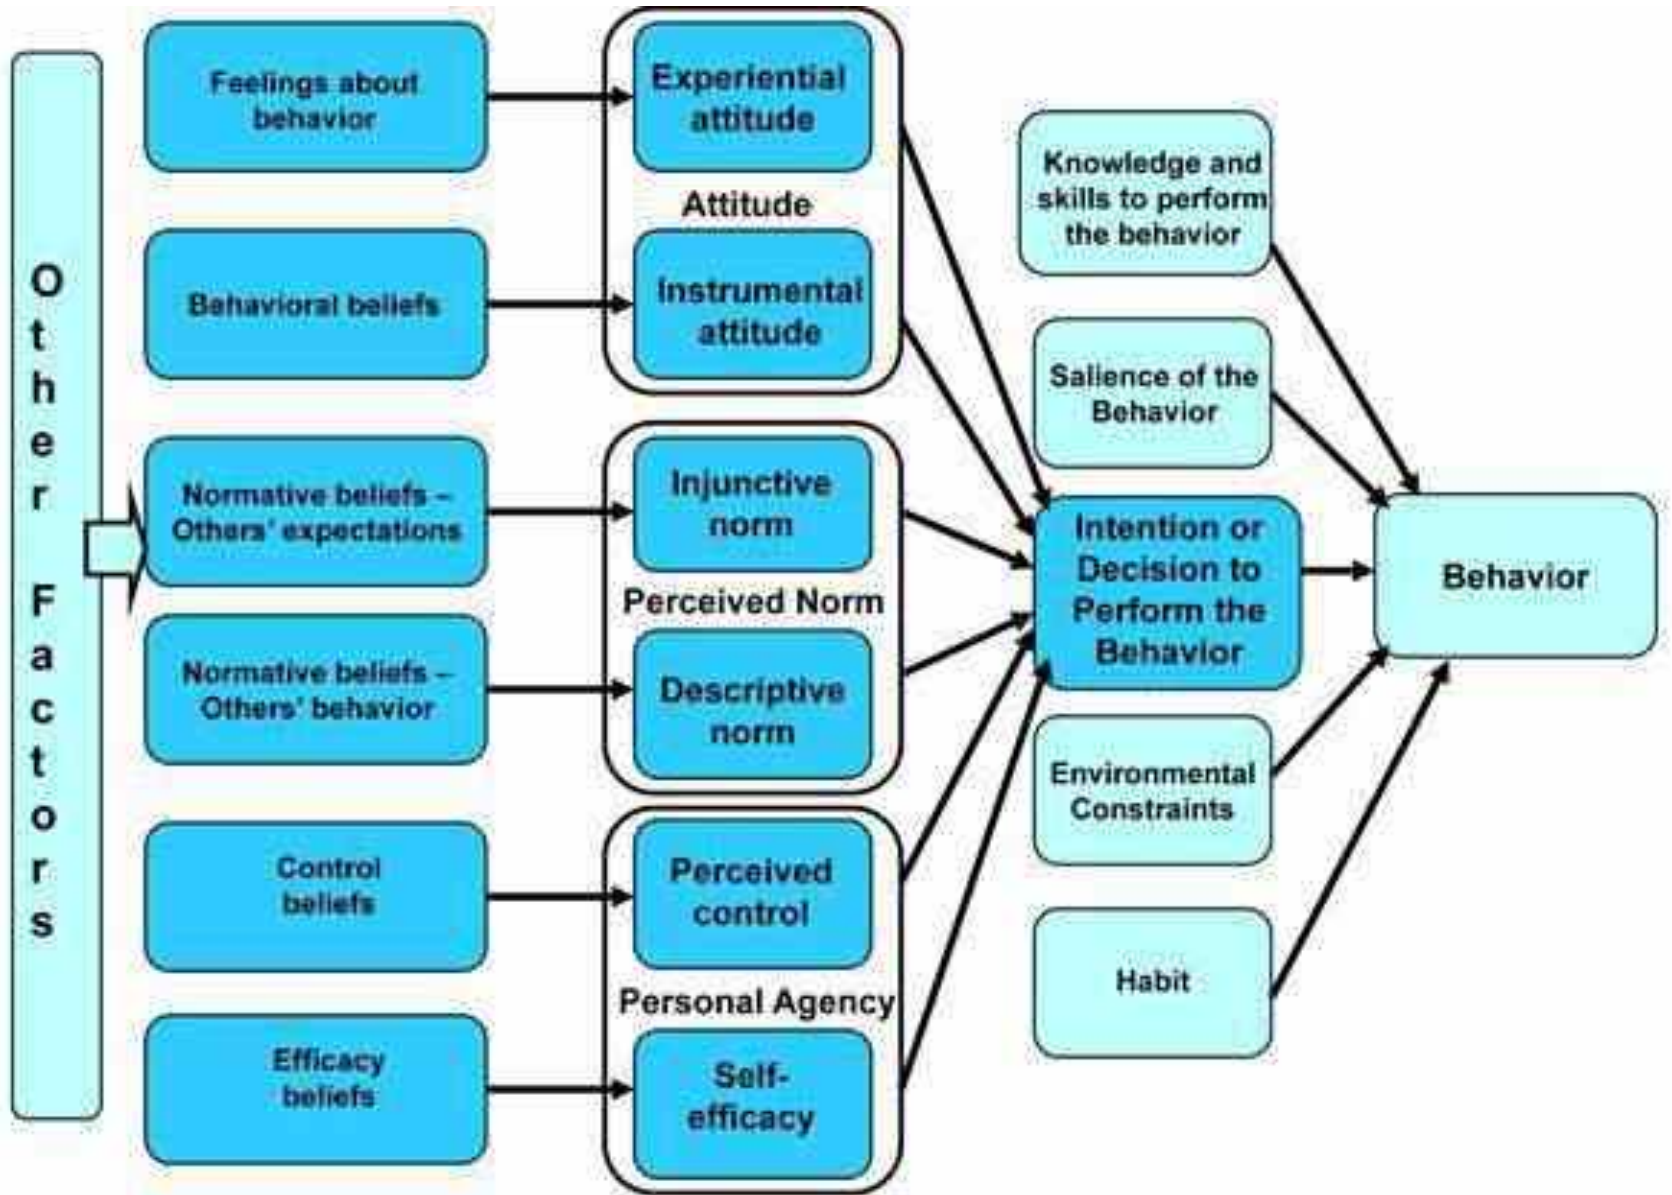 Other Factors
Feelings about
behavior
Behavioral beliefs
Normative beliefs –
Others' expectations
Normative beliefs –
Others' behavior
Control
beliefs
Efficacy
beliefs
Experiential
attitude
Attitude
Instrumental
attitude
Injunctive
norm
Perceived Norm
Descriptive
norm
Perceived
control
Personal Agency
Self-
efficacy
Knowledge and
skills to perform
the behavior
Salience of the
Behavior
Intention or
Decision to
Perform the
Behavior
Environmental
Constraints
Habit
Behavior